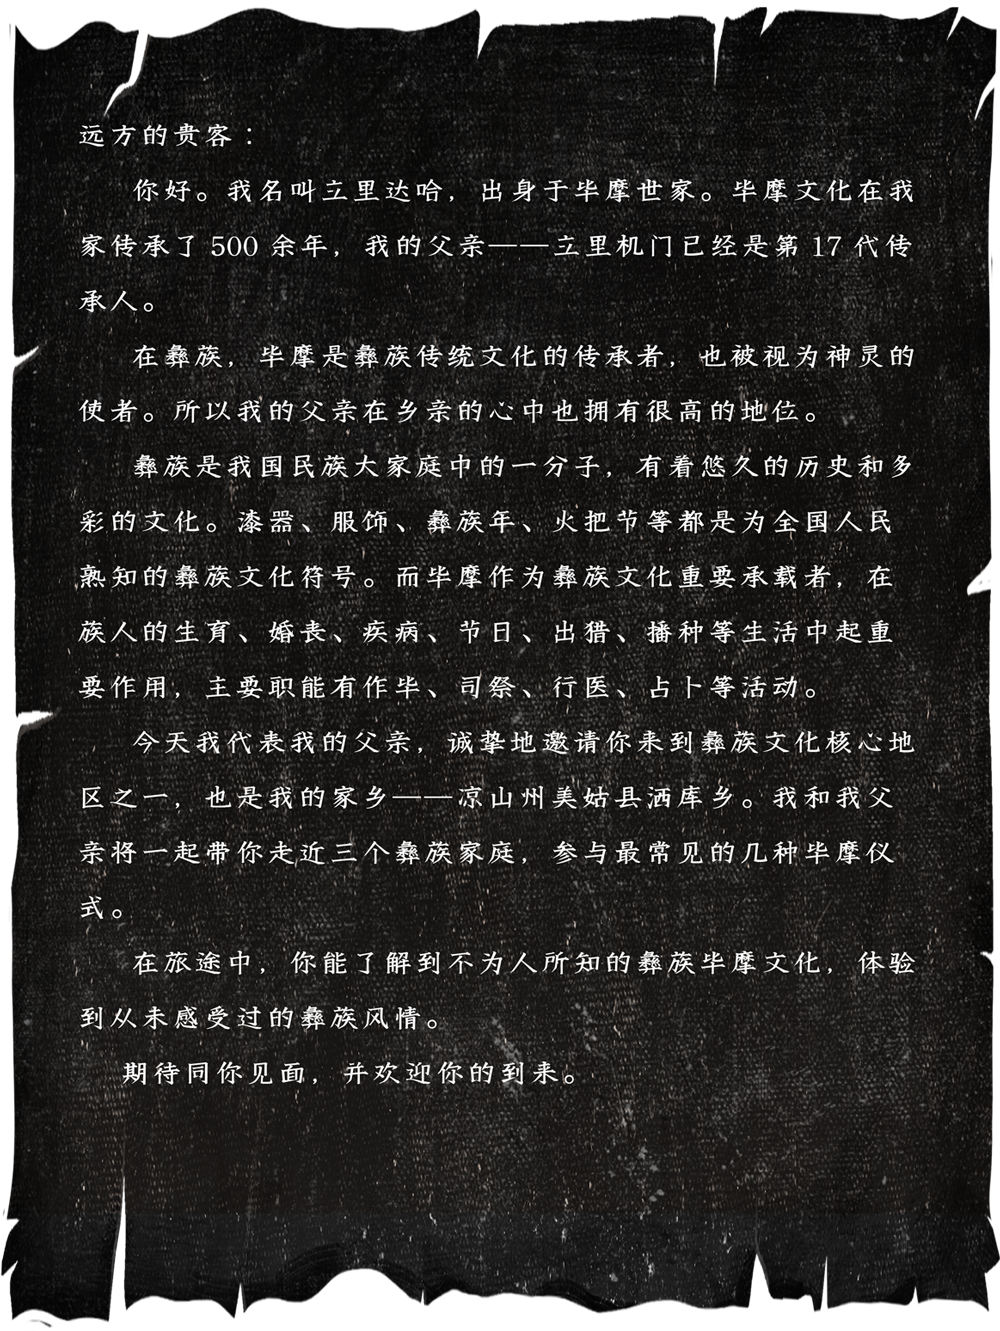 远方的贵客：
你好。我名叫立里达哈，出身于毕摩世家。毕摩文化在我
家传承了 500 余年，我的父亲——立里机门已经是第 17 代传
承人。
在彝族，毕摩是彝族传统文化的传承者，也被视为神灵的
使者。所以我的父亲在乡亲的心中也拥有很高的地位。
彝族是我国民族大家庭中的一分子，有着悠久的历史和多
彩的文化。漆器、服饰、彝族年、火把节等都是为全国人民
熟知的彝族文化符号。而毕摩作为彝族文化重要承载者，在
族人的生育、婚丧、疾病、节日、出猎、播种等生活中起重
要作用，主要职能有作毕、司祭、行医、占卜等活动。
今天我代表我的父亲，诚挚地邀请你来到彝族文化核心地
区之一，也是我的家乡——凉山州美姑县洒库乡。我和我父
亲将一起带你走近三个彝族家庭，参与最常见的几种毕摩仪
式。
在旅途中，你能了解到不为人所知的彝族毕摩文化，体验
到从未感受过的彝族风情。
期待同你见面，并欢迎你的到来。